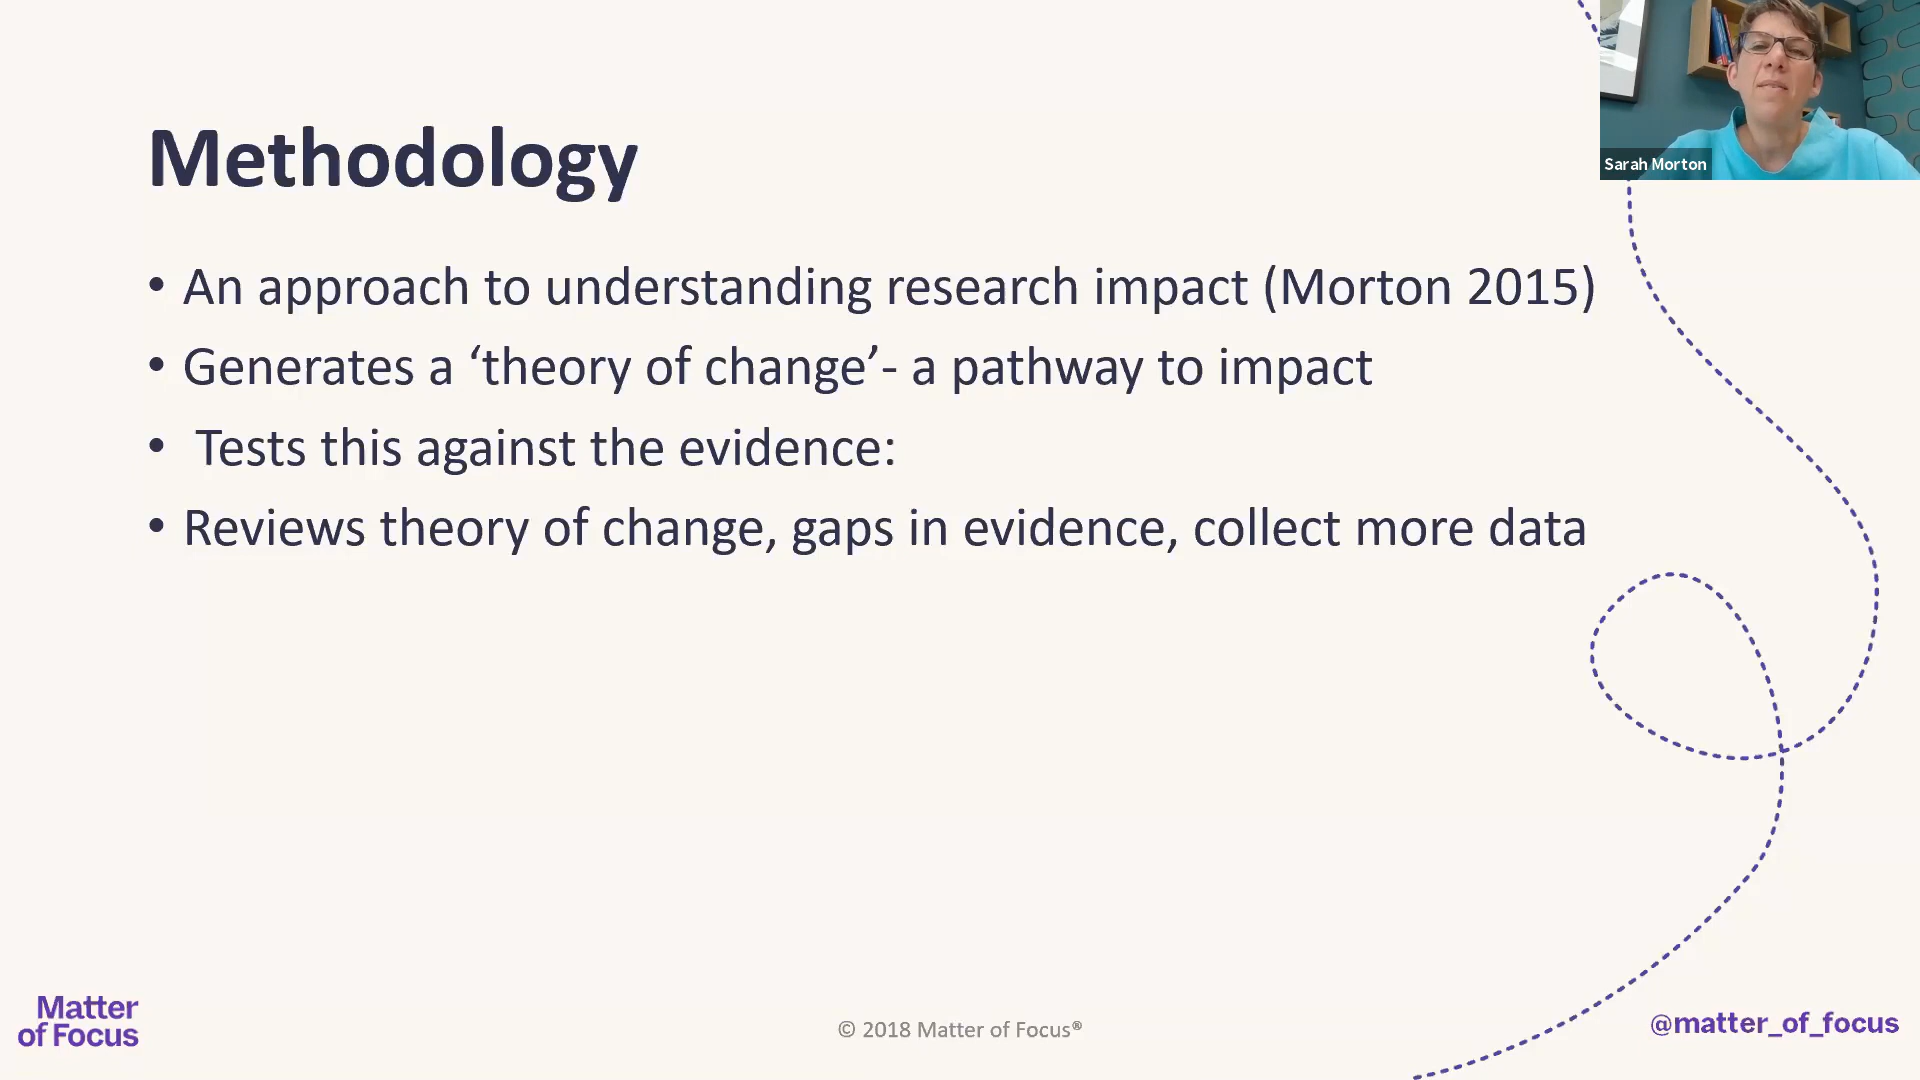 Methodology
• An approach to understanding research impact (Morton 2015)
• Generates a ‘theory of change’- a pathway to impact
• Tests this against the evidence:
• Reviews theory of change, gaps in evidence, collect more data
Sarah Morton
Matter
of Focus
© 2018 Matter of Focus®
@matter_of_focus